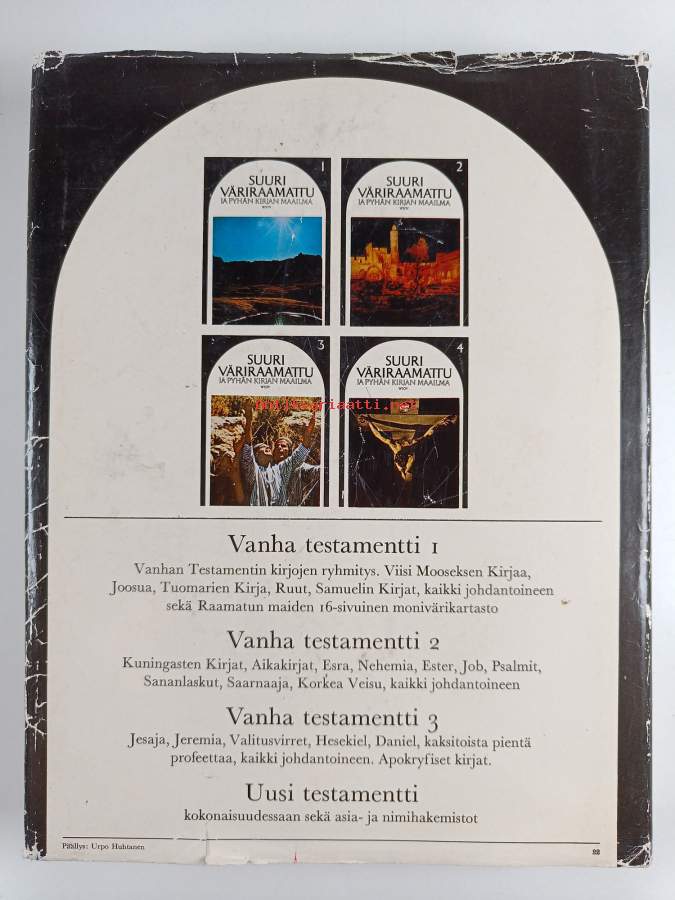 1
SUURI
VÄRIRAAMATTU
JA PYHÄN KIRJAN MAAILMA
WSOY
2
SUURI
VÄRIRAAMATTU
JA PYHÄN KIRJAN MAAILMA
WSOY
3
SUURI
VÄRIRAAMATTU
JA PYHÄN KIRJAN MAAILMA
WSOY
4
SUURI
VÄRIRAAMATTU
JA PYHÄN KIRJAN MAAILMA
WSOY
Vanha testamentti 1
Vanhan Testamentin kirjojen ryhmitys. Viisi Mooseksen Kirjaa,
Joosua, Tuomarien Kirja, Ruut, Samuelin Kirjat, kaikki johdantoineen
sekä Raamatun maiden 16-sivuinen monivärikartasto
Vanha testamentti 2
Kuningasten Kirjat, Aikakirjat, Esra, Nehemia, Ester, Job, Psalmit,
Sananlaskut, Saarnaaja, Korkea Veisu, kaikki johdantoineen
Vanha testamentti 3
Jesaja, Jeremia, Valitusvirret, Hesekiel, Daniel, kaksitoista pientä
profeettaa, kaikki johdantoineen. Apokryfiset kirjat.
Uusi testamentti
kokonaisuudessaan sekä asia- ja nimihakemistot
Päällys: Urpo Huhtanen
22